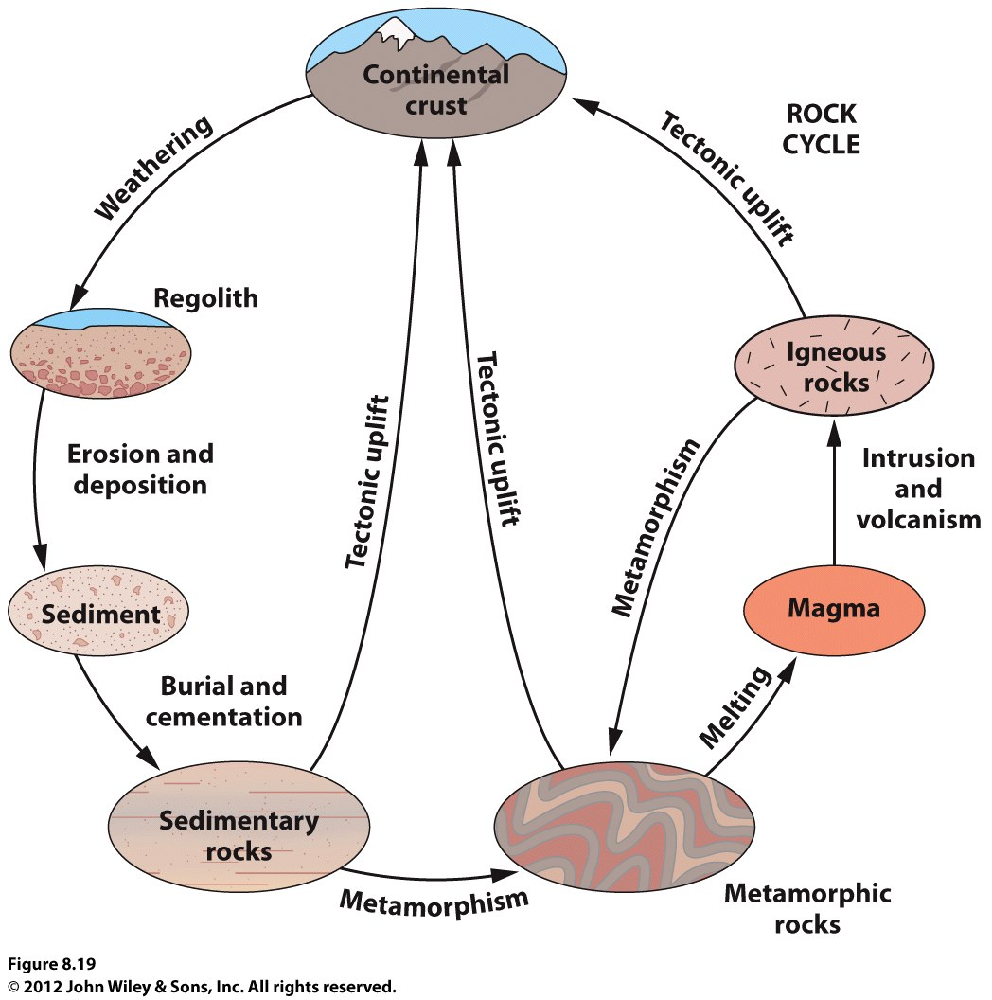 Continental
crust
ROCK
CYCLE
Weathering
Tectonic uplift
Regolith
Igneous
rocks
Tectonic uplift
Tectonic uplift
Metamorphism
Erosion and
deposition
Intrusion
and
volcanism
Sediment
Magma
Burial and
cementation
Melting
Sedimentary
rocks
Metamorphism
Metamorphic
rocks
Figure 8.19
© 2012 John Wiley & Sons, Inc. All rights reserved.